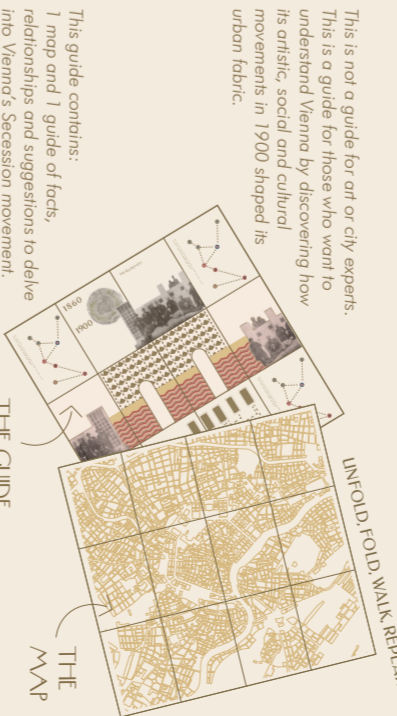 This is not a guide for art or city experts.
This is a guide for those who want to
understand Vienna by discovering how
its artistic, social and cultural
movements in 1900 shaped its
urban fabric.
This guide contains:
1 map and 1 guide of facts,
relationships and suggestions to delve
into Vienna's Secession movement.
1860
1900
THE GUIDE
UNFOLD, FOLD, WALK, REPEAT
THE
MAP